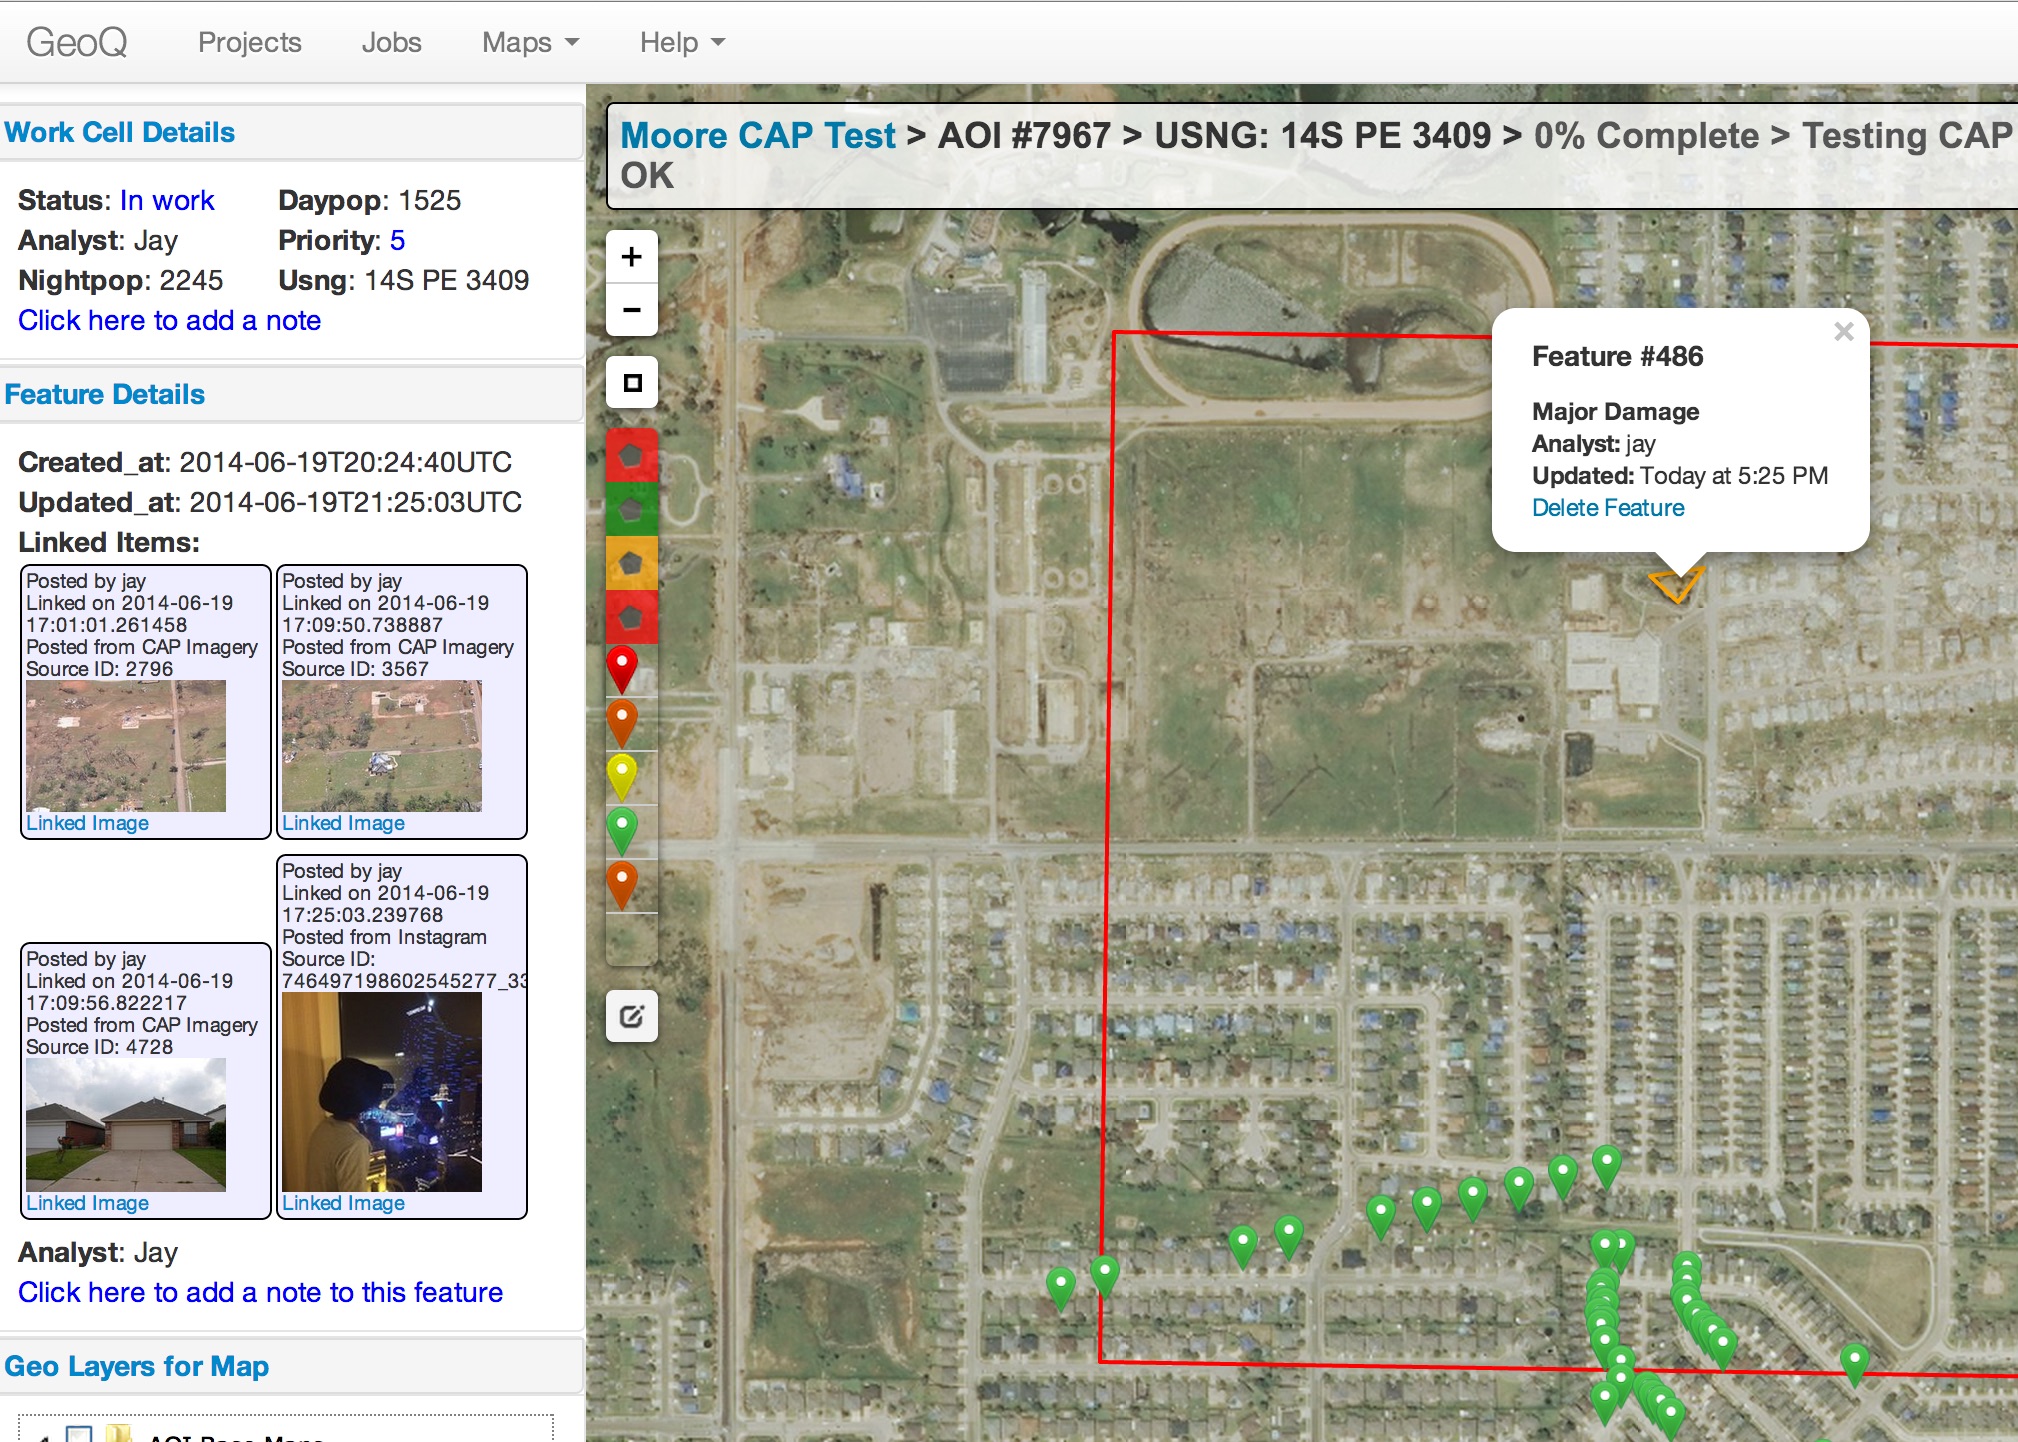 GeoQ Projects Jobs Maps Help
Work Cell Details
Status: In work Daypop: 1525
Analyst: Jay Priority: 5
Nightpop: 2245 Usng: 14S PE 3409
Click here to add a note
Feature Details
Created_at: 2014-06-19T20:24:40UTC
Updated_at: 2014-06-19T21:25:03UTC
Linked Items:
Posted by jay
Linked on 2014-06-19
17:01:01.261458
Posted from CAP Imagery
Source ID: 2796
Linked Image
Posted by jay
Linked on 2014-06-19
17:09:50.738887
Posted from CAP Imagery
Source ID: 3567
Linked Image
Posted by jay
Linked on 2014-06-19
17:09:56.822217
Posted from CAP Imagery
Source ID: 4728
Linked Image
Posted by jay
Linked on 2014-06-19
17:25:03.239768
Posted from Instagram
Source ID:
746497198602545277_33
Linked Image
Analyst: Jay
Click here to add a note to this feature
Geo Layers for Map
AOI Base Maps
Moore CAP Test > AOI #7967 > USNG: 14S PE 3409 > 0% Complete > Testing CAP
OK
+
−
Feature #486
×
Major Damage
Analyst: jay
Updated: Today at 5:25 PM
Delete Feature